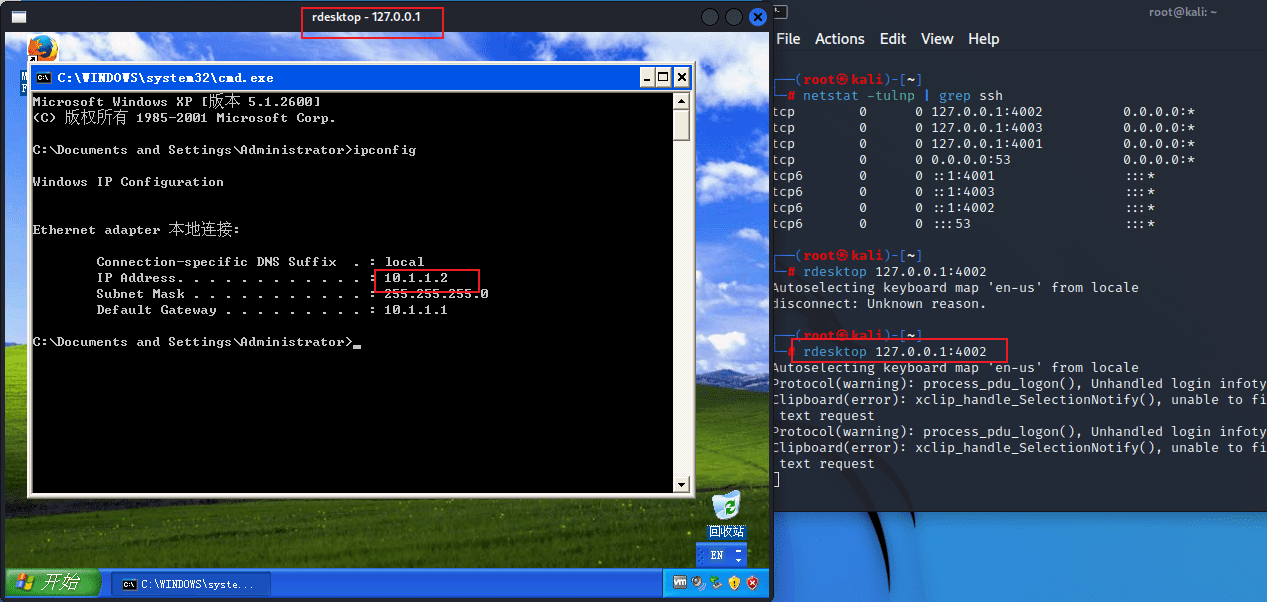 rdesktop - 127.0.0.1
C:\WINDOWS\system32\cmd.exe
Microsoft Windows XP [版本 5.1.2600]
(C) 版权所有 1985-2001 Microsoft Corp.
C:\Documents and Settings\Administrator>ipconfig
Windows IP Configuration
Ethernet adapter 本地连接:
Connection-specific DNS Suffix  . : local
IP Address. . . . . . . . . . . . : 10.1.1.2
Subnet Mask . . . . . . . . . . . : 255.255.255.0
Default Gateway . . . . . . . . . : 10.1.1.1
C:\Documents and Settings\Administrator>
回收站
EN
开始
C:\WINDOWS\syste...
root@kali: ~
File Actions Edit View Help
(root㉿kali)-[~]
# netstat -tulnp | grep ssh
tcp 0 0 127.0.0.1:4002 0.0.0.0:*
tcp 0 0 127.0.0.1:4003 0.0.0.0:*
tcp 0 0 127.0.0.1:4001 0.0.0.0:*
tcp 0 0 0.0.0.0:53 0.0.0.0:*
tcp6 0 0 ::1:4001 :::*
tcp6 0 0 ::1:4003 :::*
tcp6 0 0 ::1:4002 :::*
tcp6 0 0 :::53 :::*
(root㉿kali)-[~]
# rdesktop 127.0.0.1:4002
Autoselecting keyboard map 'en-us' from locale
disconnect: Unknown reason.
(root㉿kali)-[~]
# rdesktop 127.0.0.1:4002
Autoselecting keyboard map 'en-us' from locale
Protocol(warning): process_pdu_logon(), Unhandled login infoty
Clipboard(error): xclip_handle_SelectionNotify(), unable to fi
text request
Protocol(warning): process_pdu_logon(), Unhandled login infoty
Clipboard(error): xclip_handle_SelectionNotify(), unable to fi
text request